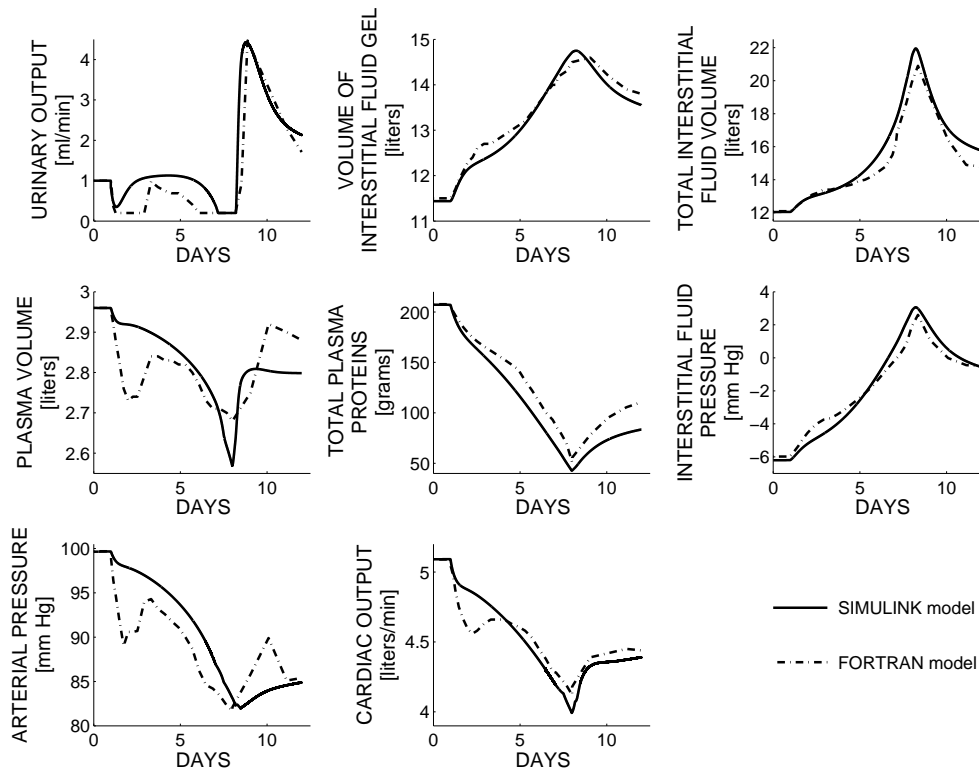 URINARY OUTPUT
[ml/min]
4
3
2
1
0
0 5 10
DAYS
VOLUME OF
INTERSTITIAL FLUID GEL
[liters]
15
14
13
12
11
0 5 10
DAYS
TOTAL INTERSTITIAL
FLUID VOLUME
[liters]
22
20
18
16
14
12
0 5 10
DAYS
PLASMA VOLUME
[liters]
3
2.9
2.8
2.7
2.6
0 5 10
DAYS
TOTAL PLASMA
PROTEINS
[grams]
200
150
100
50
0 5 10
DAYS
INTERSTITIAL FLUID
PRESSURE
[mm Hg]
4
2
0
−2
−4
−6
0 5 10
DAYS
ARTERIAL PRESSURE
[mm Hg]
100
95
90
85
80
0 5 10
DAYS
CARDIAC OUTPUT
[liters/min]
5
4.5
4
0 5 10
DAYS
SIMULINK model
FORTRAN model